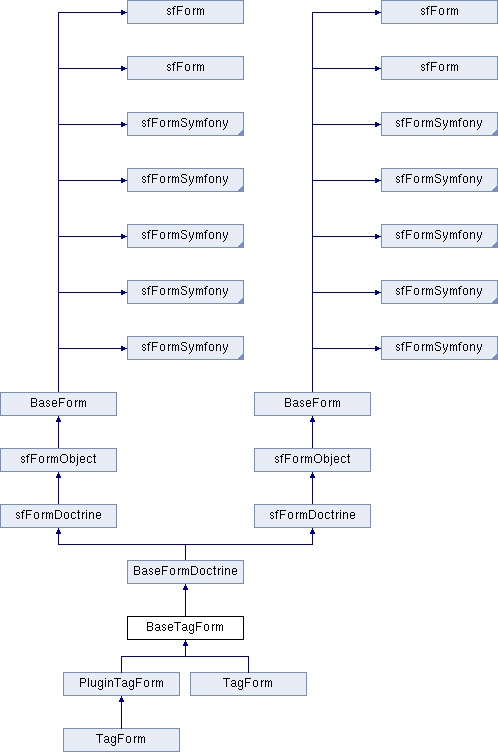 sfForm
sfForm
sfForm
sfForm
sfFormSymfony
sfFormSymfony
sfFormSymfony
sfFormSymfony
sfFormSymfony
sfFormSymfony
sfFormSymfony
sfFormSymfony
sfFormSymfony
sfFormSymfony
BaseForm
BaseForm
sfFormObject
sfFormObject
sfFormDoctrine
sfFormDoctrine
BaseFormDoctrine
BaseTagForm
PluginTagForm
TagForm
TagForm